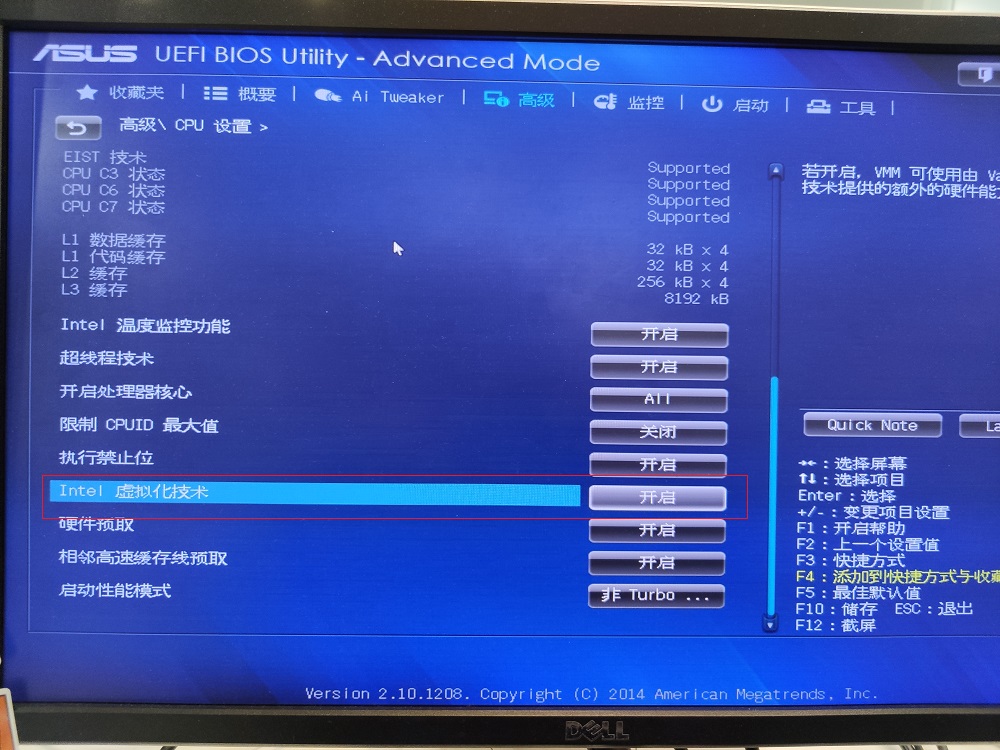 ASUS UEFI BIOS Utility - Advanced Mode
收藏夹 | 概要 | Ai Tweaker | 高级 | 监控 | 启动 | 工具 |
高级\ CPU 设置 >
EIST 技术 Supported
CPU C3 状态 Supported
CPU C6 状态 Supported
CPU C7 状态 Supported
L1 数据缓存 32 kB x 4
L1 代码缓存 32 kB x 4
L2 缓存 256 kB x 4
L3 缓存 8192 kB
Intel 温度监控功能 开启
超线程技术 开启
开启处理器核心 All
限制 CPUID 最大值 关闭
执行禁止位 开启
Intel 虚拟化技术 开启
硬件预取 开启
相邻高速缓存线预取 开启
启动性能模式 非 Turbo ...
若开启, VMM 可使用由 Va
技术提供的额外的硬件能
Quick Note La
→←：选择屏幕
↑↓：选择项目
Enter：选择
+/-：变更项目设置
F1：开启帮助
F2：上一个设置值
F3：快捷方式
F4：添加到快捷方式与收藏
F5：最佳默认值
F10：储存 ESC：退出
F12：截屏
Version 2.10.1208. Copyright (C) 2014 American Megatrends, Inc.
DELL